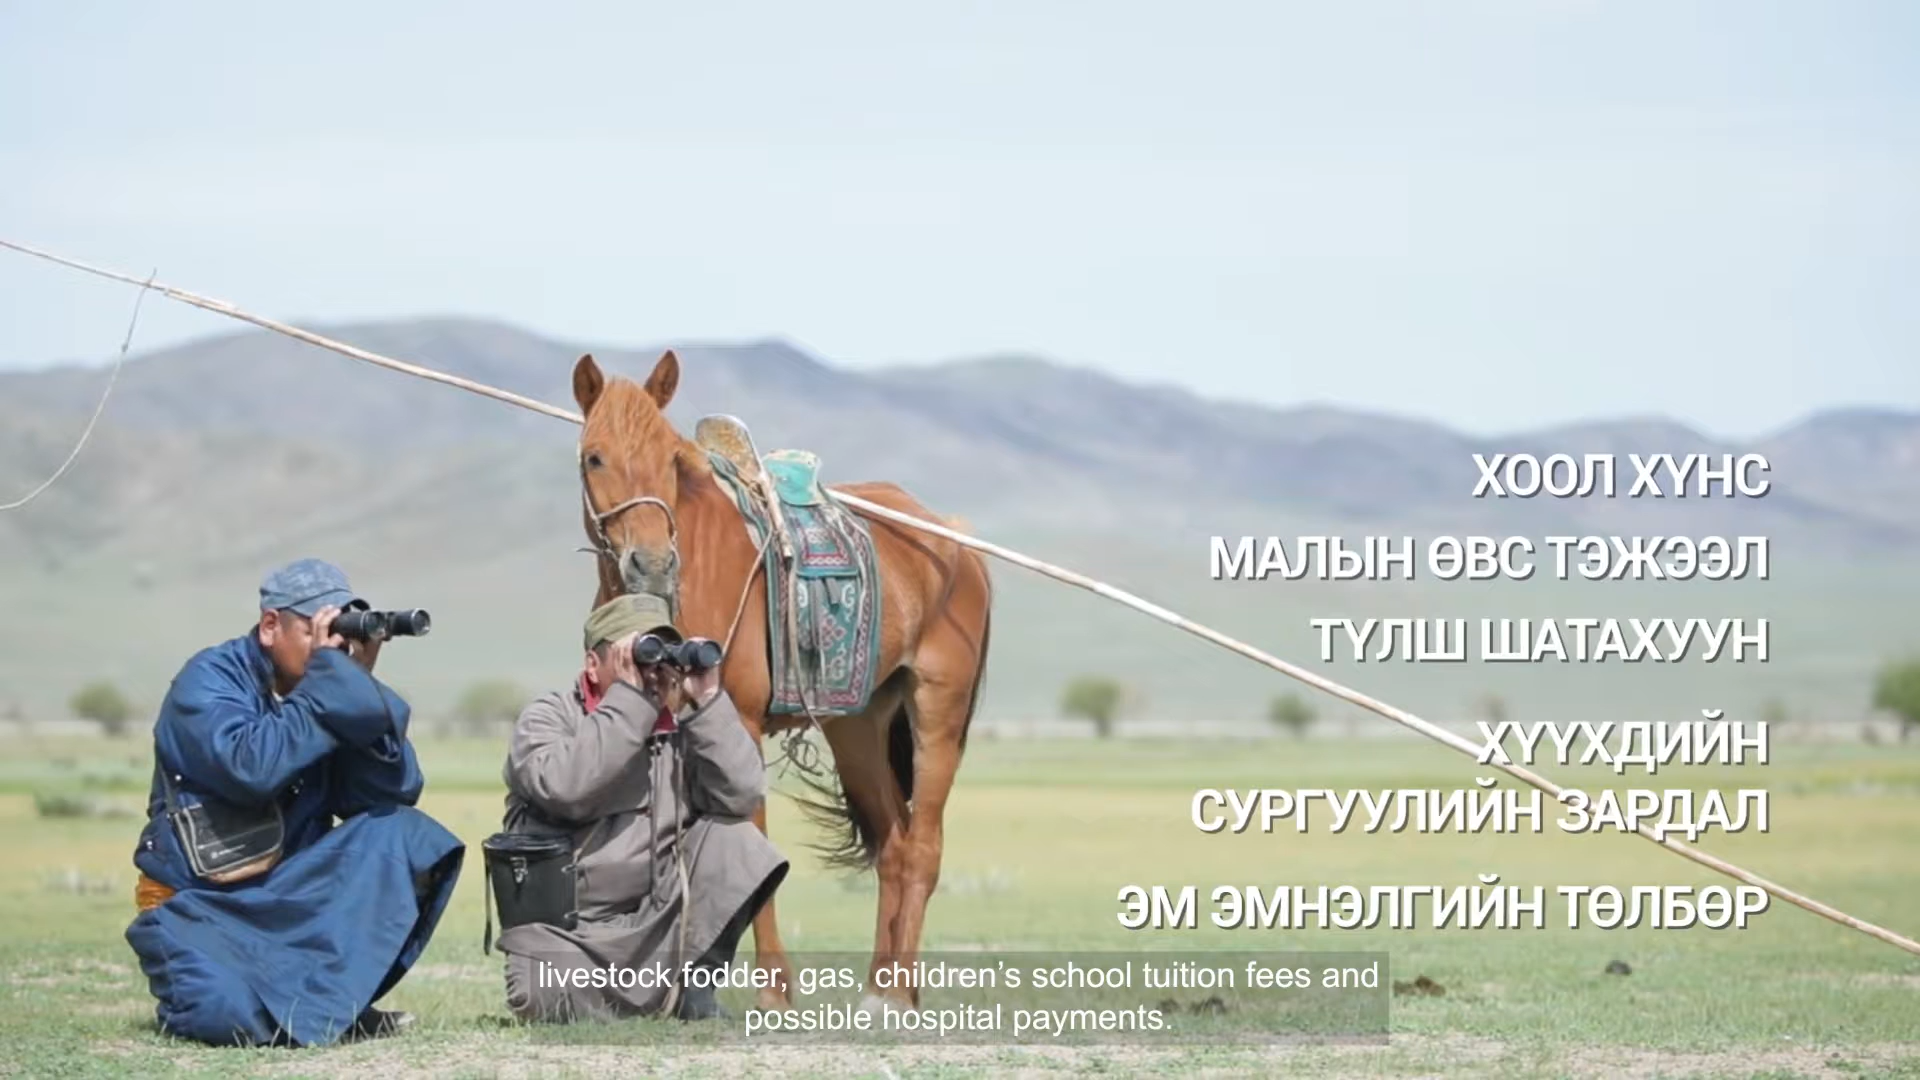 ХООЛ ХҮНС
МАЛЫН ӨВС ТЭЖЭЭЛ
ТҮЛШ ШАТАХУУН
ХҮҮХДИЙН
СУРГУУЛИЙН ЗАРДАЛ
ЭМ ЭМНЭЛГИЙН ТӨЛБӨР
livestock fodder, gas, children’s school tuition fees and
possible hospital payments.